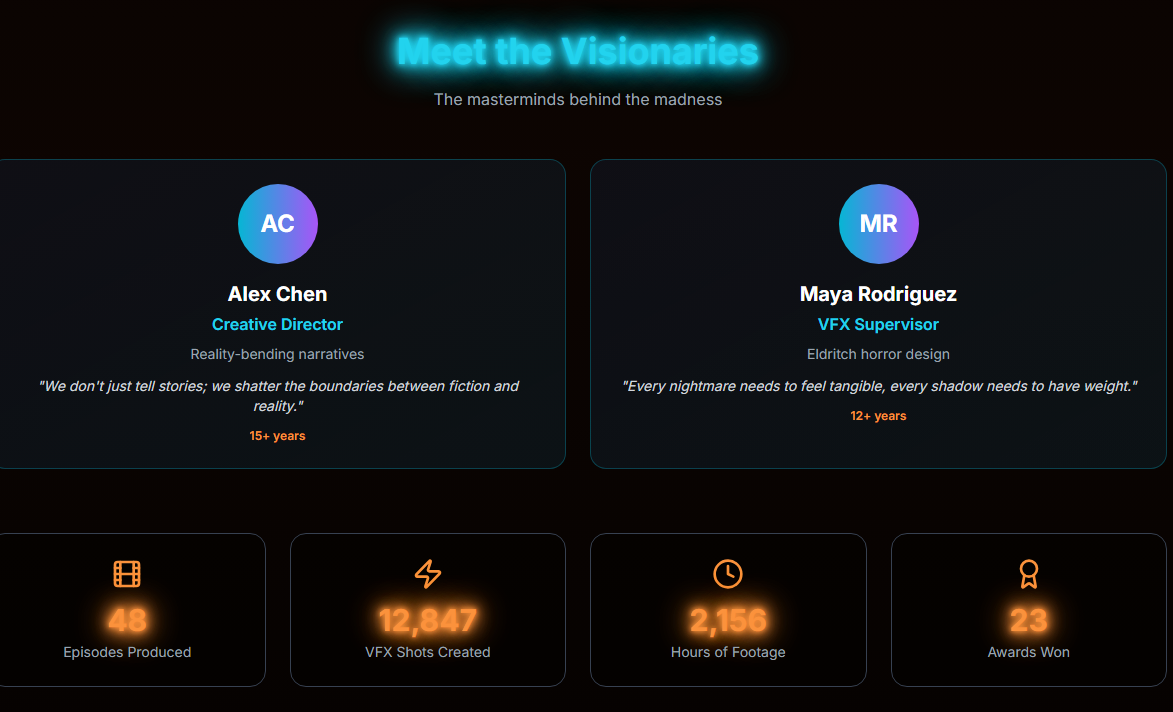 Meet the Visionaries
The masterminds behind the madness
AC
Alex Chen
Creative Director
Reality-bending narratives
"We don't just tell stories; we shatter the boundaries between fiction and
reality."
15+ years
MR
Maya Rodriguez
VFX Supervisor
Eldritch horror design
"Every nightmare needs to feel tangible, every shadow needs to have weight."
12+ years
48
Episodes Produced
12,847
VFX Shots Created
2,156
Hours of Footage
23
Awards Won